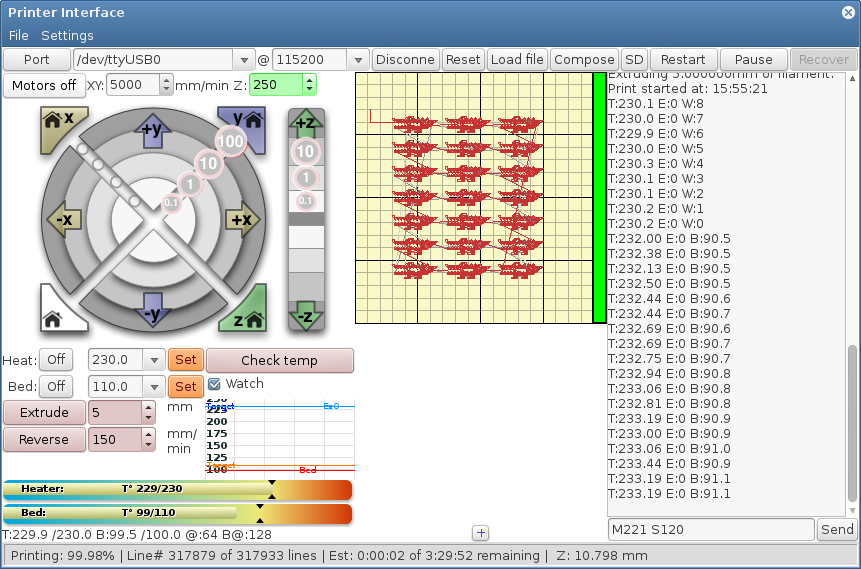 Printer Interface
File Settings
Port /dev/ttyUSB0 @ 115200 Disconne Reset Load file Compose SD Restart Pause Recover
Motors off XY: 5000 mm/min Z: 250
x +y y 100 10 1 0.1 -x +x -y z
+z 10 1 0.1 -z
Heat: Off 230.0 Set Check temp
Bed: Off 110.0 Set Watch
Extrude 5 mm
Reverse 150 mm/
min
Target Ex0
225
200
175
150
125
Target
100 Bed
Heater: T° 229/230
Bed: T° 99/110
T:229.9 /230.0 B:99.5 /100.0 @:64 B@:128
+
Extruding 5.000000mm of filament.
Print started at: 15:55:21
T:230.1 E:0 W:8
T:230.0 E:0 W:7
T:229.9 E:0 W:6
T:230.0 E:0 W:5
T:230.3 E:0 W:4
T:230.1 E:0 W:3
T:230.1 E:0 W:2
T:230.2 E:0 W:1
T:230.2 E:0 W:0
T:232.00 E:0 B:90.5
T:232.38 E:0 B:90.5
T:232.13 E:0 B:90.5
T:232.50 E:0 B:90.5
T:232.44 E:0 B:90.6
T:232.44 E:0 B:90.7
T:232.69 E:0 B:90.6
T:232.69 E:0 B:90.7
T:232.75 E:0 B:90.7
T:232.94 E:0 B:90.8
T:233.06 E:0 B:90.8
T:232.81 E:0 B:90.8
T:233.19 E:0 B:90.9
T:233.00 E:0 B:90.9
T:233.06 E:0 B:91.0
T:233.44 E:0 B:90.9
T:233.19 E:0 B:91.1
T:233.19 E:0 B:91.1
M221 S120 Send
Printing: 99.98% | Line# 317879 of 317933 lines | Est: 0:00:02 of 3:29:52 remaining | Z: 10.798 mm